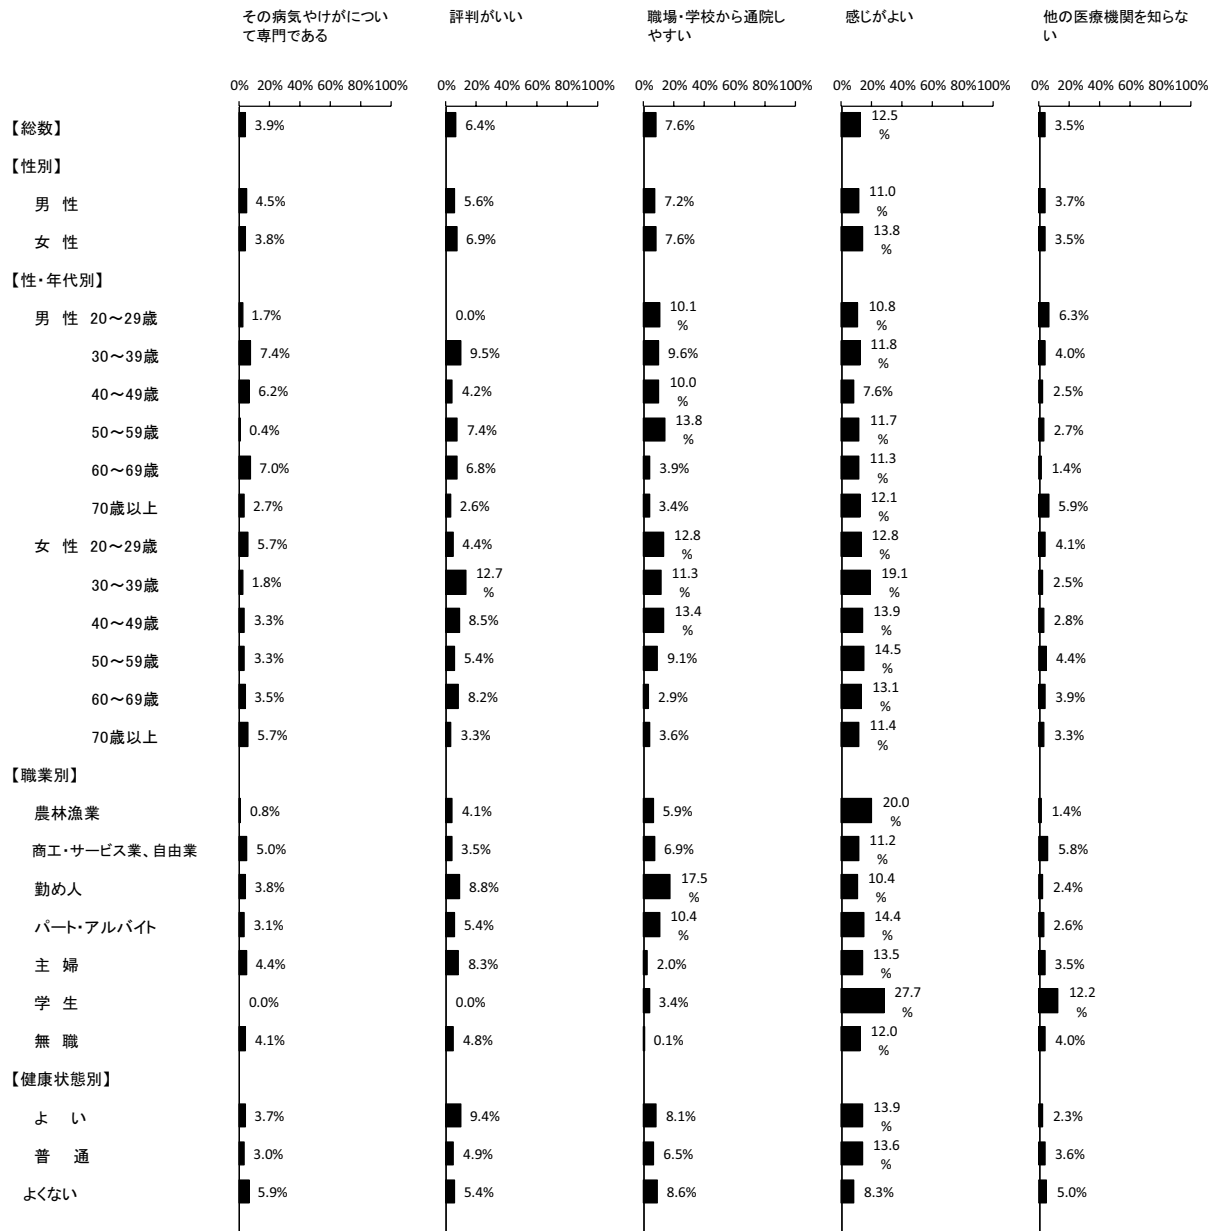 その病気やけがについ
て専門である
評判がいい
職場・学校から通院し
やすい
感じがよい
他の医療機関を知らな
い
0% 20% 40% 60% 80%100% 0% 20% 40% 60% 80%100% 0% 20% 40% 60% 80%100% 0% 20% 40% 60% 80%100% 0% 20% 40% 60% 80%100%
【総数】 3.9% 6.4% 7.6% 12.5% 3.5%
【性別】
男 性 4.5% 5.6% 7.2% 11.0% 3.7%
女 性 3.8% 6.9% 7.6% 13.8% 3.5%
【性・年代別】
男 性 20～29歳 1.7% 0.0% 10.1% 10.8% 6.3%
30～39歳 7.4% 9.5% 9.6% 11.8% 4.0%
40～49歳 6.2% 4.2% 10.0% 7.6% 2.5%
50～59歳 0.4% 7.4% 13.8% 11.7% 2.7%
60～69歳 7.0% 6.8% 3.9% 11.3% 1.4%
70歳以上 2.7% 2.6% 3.4% 12.1% 5.9%
女 性 20～29歳 5.7% 4.4% 12.8% 12.8% 4.1%
30～39歳 1.8% 12.7% 11.3% 19.1% 2.5%
40～49歳 3.3% 8.5% 13.4% 13.9% 2.8%
50～59歳 3.3% 5.4% 9.1% 14.5% 4.4%
60～69歳 3.5% 8.2% 2.9% 13.1% 3.9%
70歳以上 5.7% 3.3% 3.6% 11.4% 3.3%
【職業別】
農林漁業 0.8% 4.1% 5.9% 20.0% 1.4%
商工・サービス業、自由業 5.0% 3.5% 6.9% 11.2% 5.8%
勤め人 3.8% 8.8% 17.5% 10.4% 2.4%
パート・アルバイト 3.1% 5.4% 10.4% 14.4% 2.6%
主 婦 4.4% 8.3% 2.0% 13.5% 3.5%
学 生 0.0% 0.0% 3.4% 27.7% 12.2%
無 職 4.1% 4.8% 0.1% 12.0% 4.0%
【健康状態別】
よ い 3.7% 9.4% 8.1% 13.9% 2.3%
普 通 3.0% 4.9% 6.5% 13.6% 3.6%
よくない 5.9% 5.4% 8.6% 8.3% 5.0%